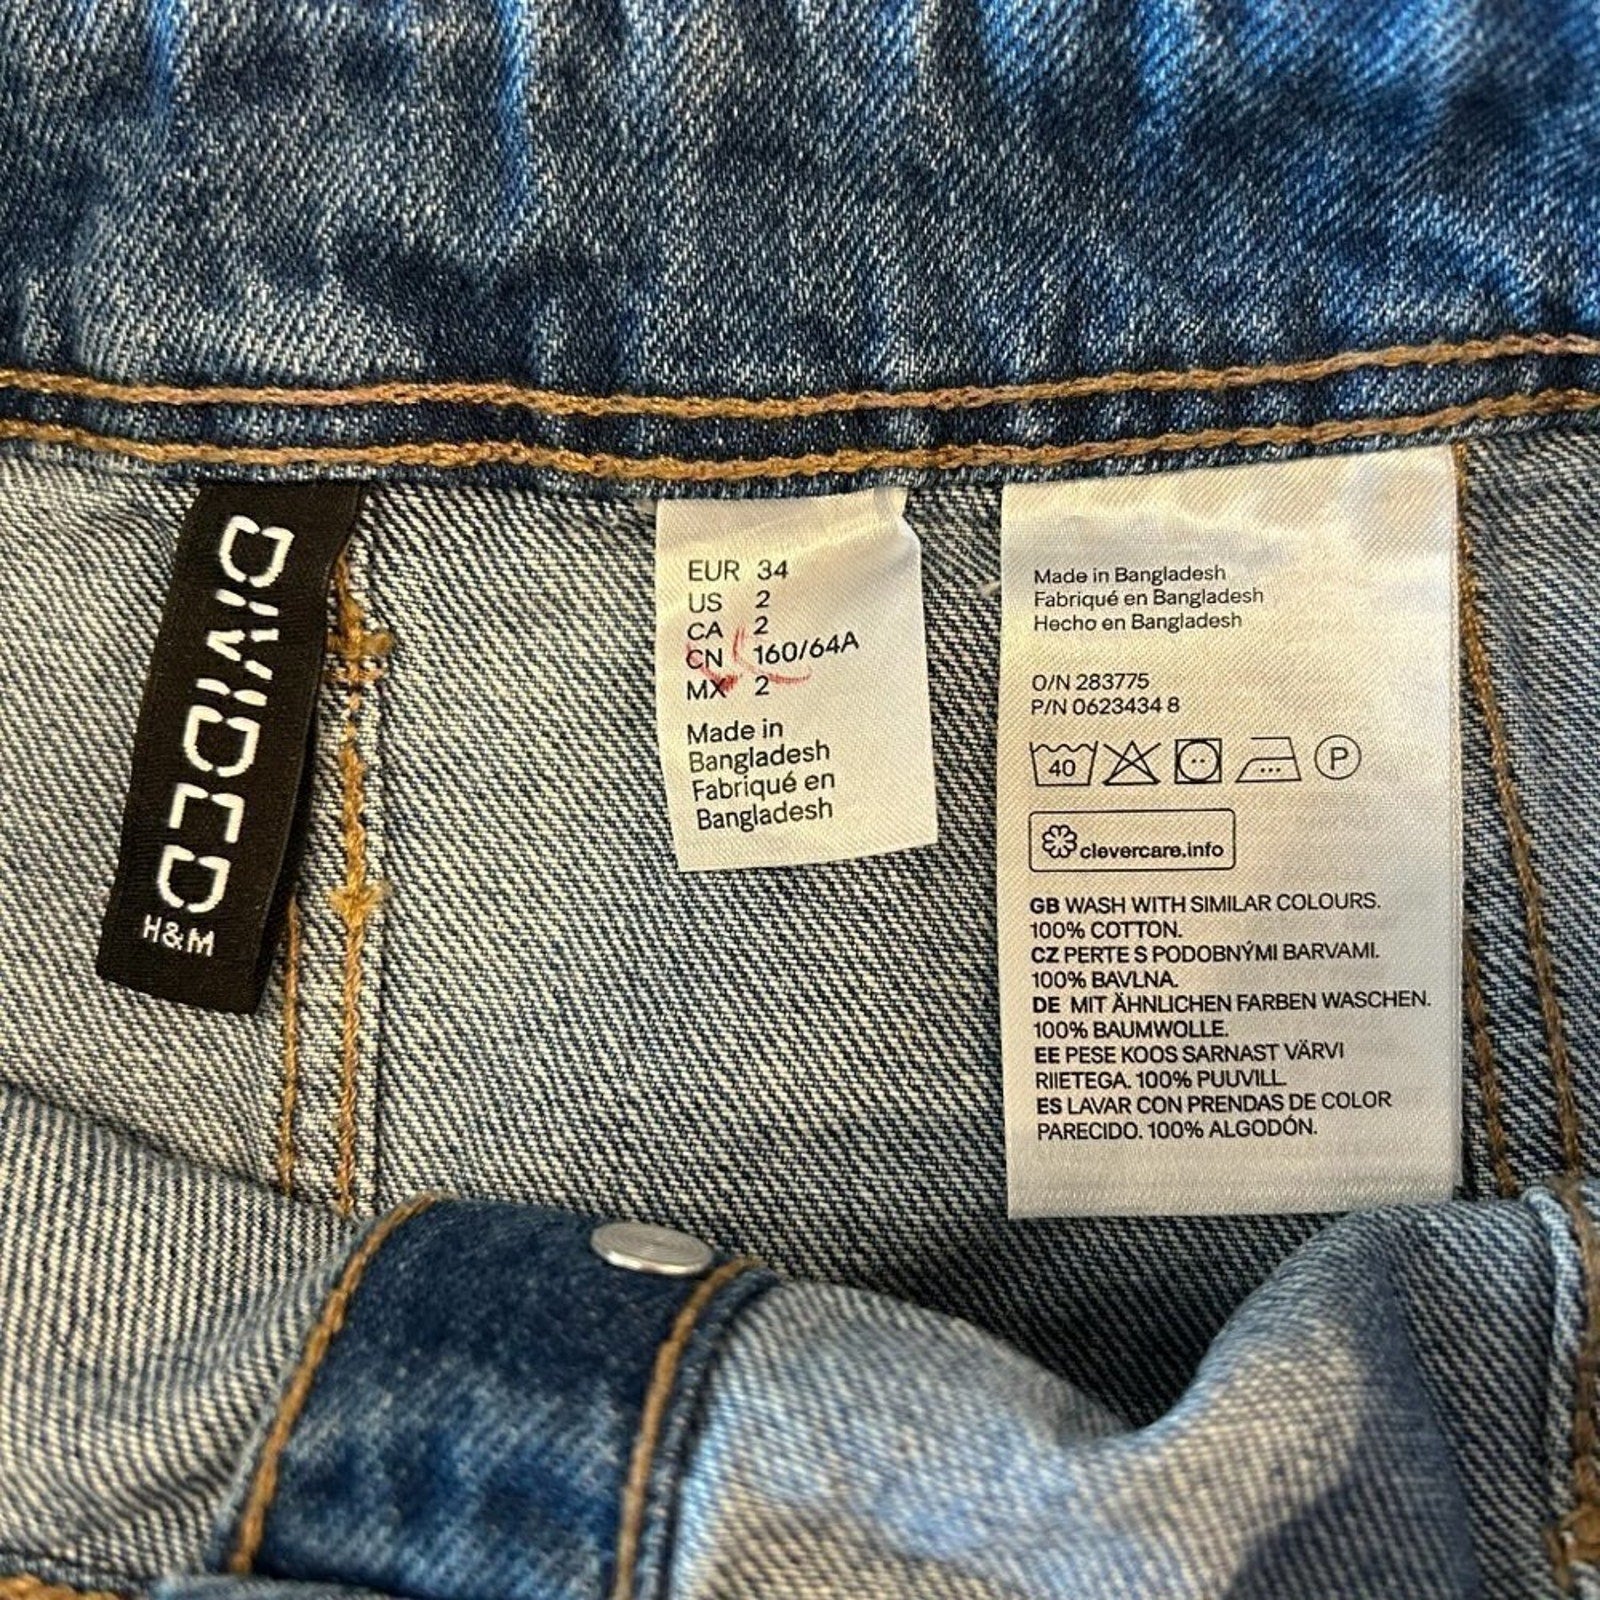 DIVIDED
H&M
EUR 34
US 2
CA 2
CN 160/64A
MX 2
Made in
Bangladesh
Fabriqué en
Bangladesh
Made in Bangladesh
Fabriqué en Bangladesh
Hecho en Bangladesh
O/N 283775
P/N 0623434 8
40
P
clevercare.info
GB WASH WITH SIMILAR COLOURS.
100% COTTON.
CZ PERTE S PODOBNÝMI BARVAMI.
100% BAVLNA.
DE MIT ÄHNLICHEN FARBEN WASCHEN.
100% BAUMWOLLE.
EE PESE KOOS SARNAST VÄRVI
RIIETEGA. 100% PUUVILL.
ES LAVAR CON PRENDAS DE COLOR
PARECIDO. 100% ALGODÓN.